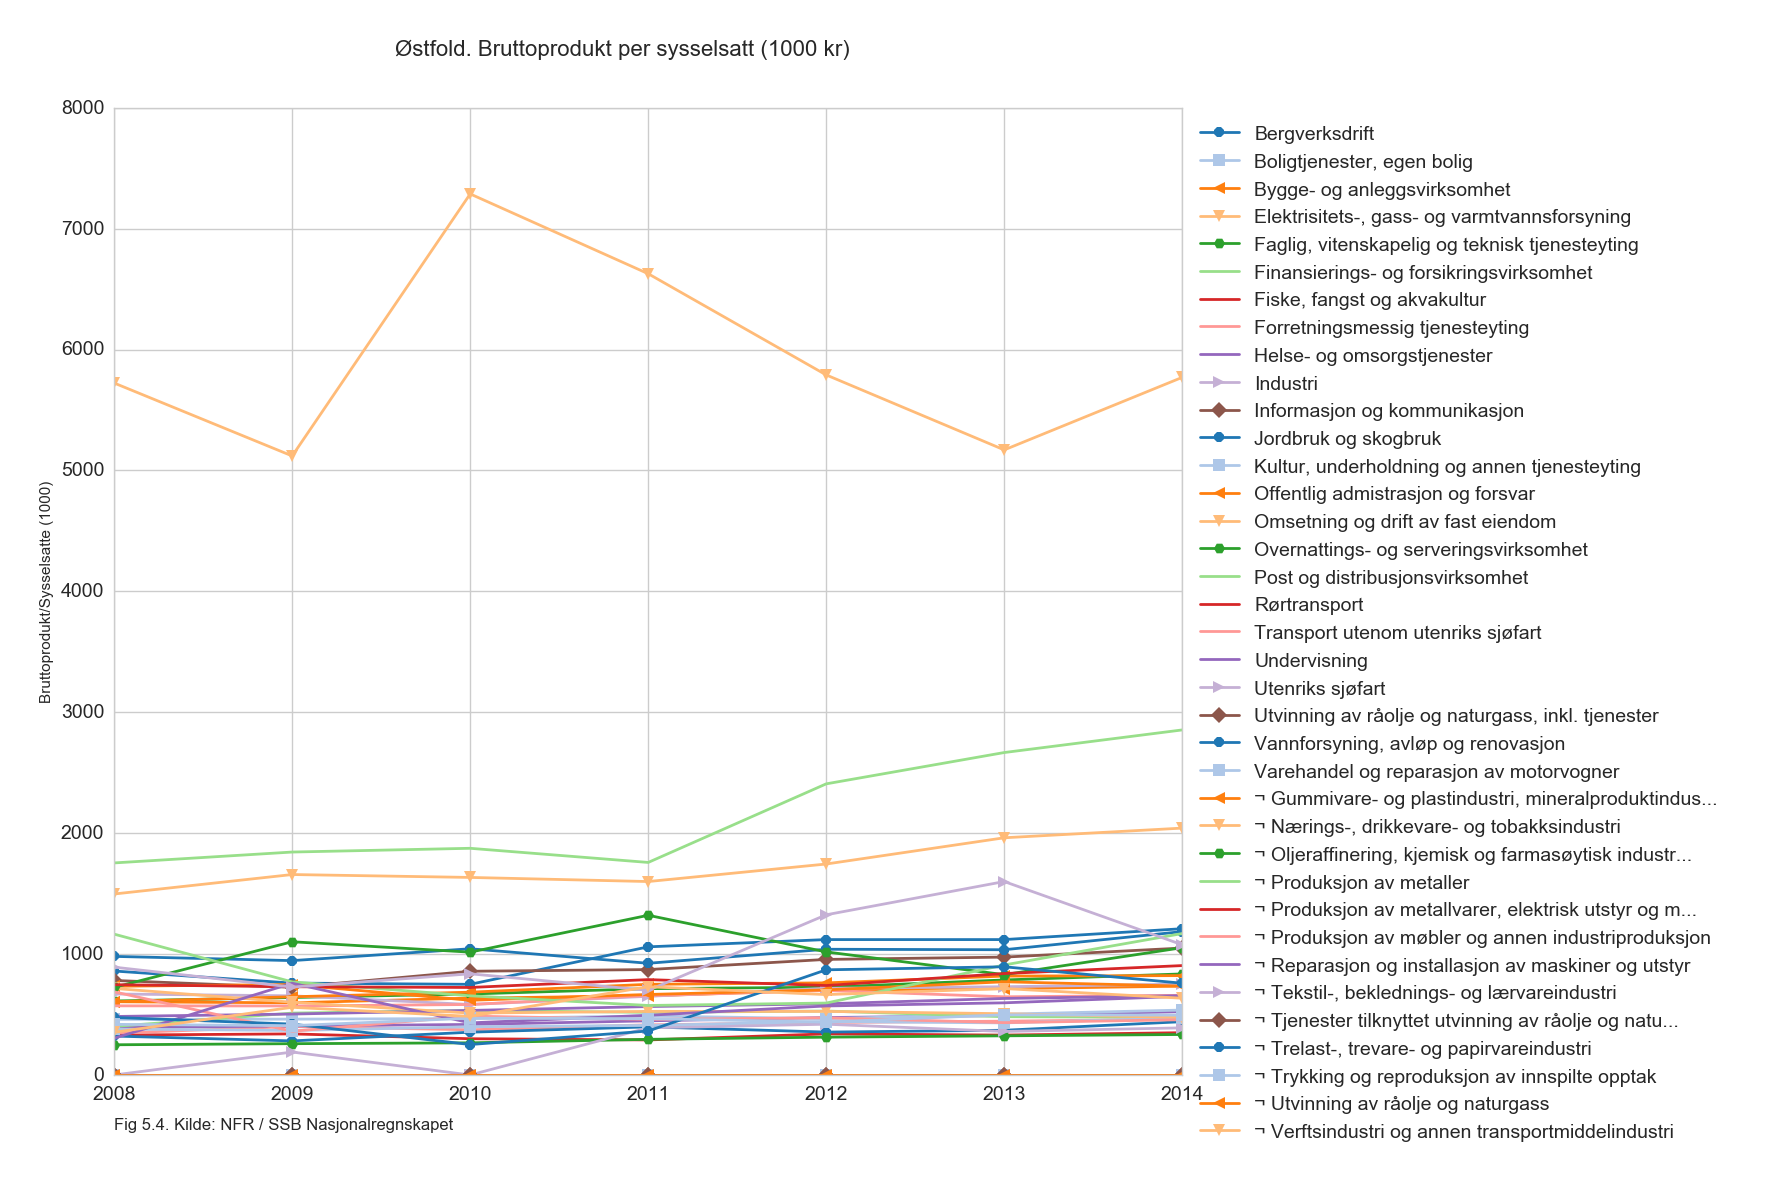 Østfold. Bruttoprodukt per sysselsatt (1000 kr)
Bruttoprodukt/Sysselsatte (1000)
8000
7000
6000
5000
4000
3000
2000
1000
0
2008 2009 2010 2011 2012 2013 2014
Bergverksdrift
Boligtjenester, egen bolig
Bygge- og anleggsvirksomhet
Elektrisitets-, gass- og varmtvannsforsyning
Faglig, vitenskapelig og teknisk tjenesteyting
Finansierings- og forsikringsvirksomhet
Fiske, fangst og akvakultur
Forretningsmessig tjenesteyting
Helse- og omsorgstjenester
Industri
Informasjon og kommunikasjon
Jordbruk og skogbruk
Kultur, underholdning og annen tjenesteyting
Offentlig admistrasjon og forsvar
Omsetning og drift av fast eiendom
Overnattings- og serveringsvirksomhet
Post og distribusjonsvirksomhet
Rørtransport
Transport utenom utenriks sjøfart
Undervisning
Utenriks sjøfart
Utvinning av råolje og naturgass, inkl. tjenester
Vannforsyning, avløp og renovasjon
Varehandel og reparasjon av motorvogner
¬ Gummivare- og plastindustri, mineralproduktindus...
¬ Nærings-, drikkevare- og tobakksindustri
¬ Oljeraffinering, kjemisk og farmasøytisk industr...
¬ Produksjon av metaller
¬ Produksjon av metallvarer, elektrisk utstyr og m...
¬ Produksjon av møbler og annen industriproduksjon
¬ Reparasjon og installasjon av maskiner og utstyr
¬ Tekstil-, beklednings- og lærvareindustri
¬ Tjenester tilknyttet utvinning av råolje og natu...
¬ Trelast-, trevare- og papirvareindustri
¬ Trykking og reproduksjon av innspilte opptak
¬ Utvinning av råolje og naturgass
¬ Verftsindustri og annen transportmiddelindustri
Fig 5.4. Kilde: NFR / SSB Nasjonalregnskapet